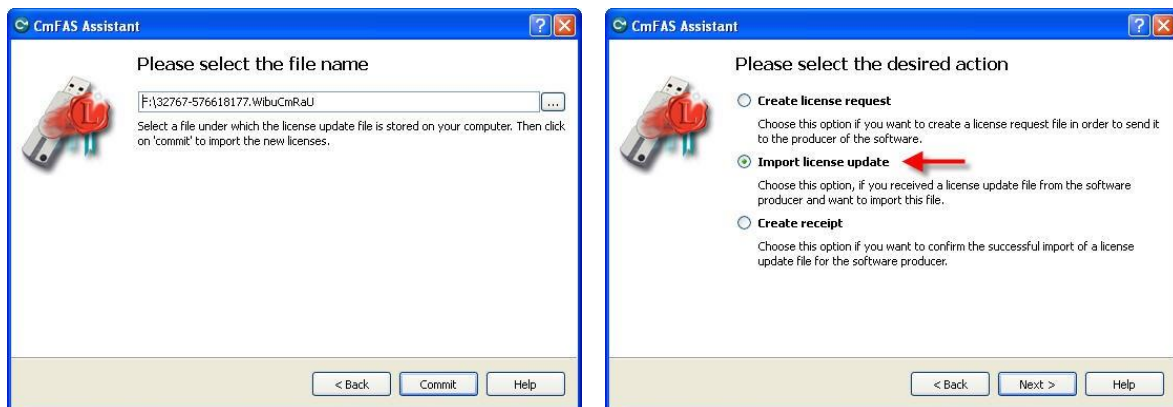 CmFAS Assistant
Please select the file name
F:\32767-576618177.WibuCmRaU
...
Select a file under which the license update file is stored on your computer. Then click
on 'commit' to import the new licenses.
< Back
Commit
Help
CmFAS Assistant
Please select the desired action
Create license request
Choose this option if you want to create a license request file in order to send it
to the producer of the software.
Import license update
Choose this option, if you received a license update file from the software
producer and want to import this file.
Create receipt
Choose this option if you want to confirm the successful import of a license
update file for the software producer.
< Back
Next >
Help